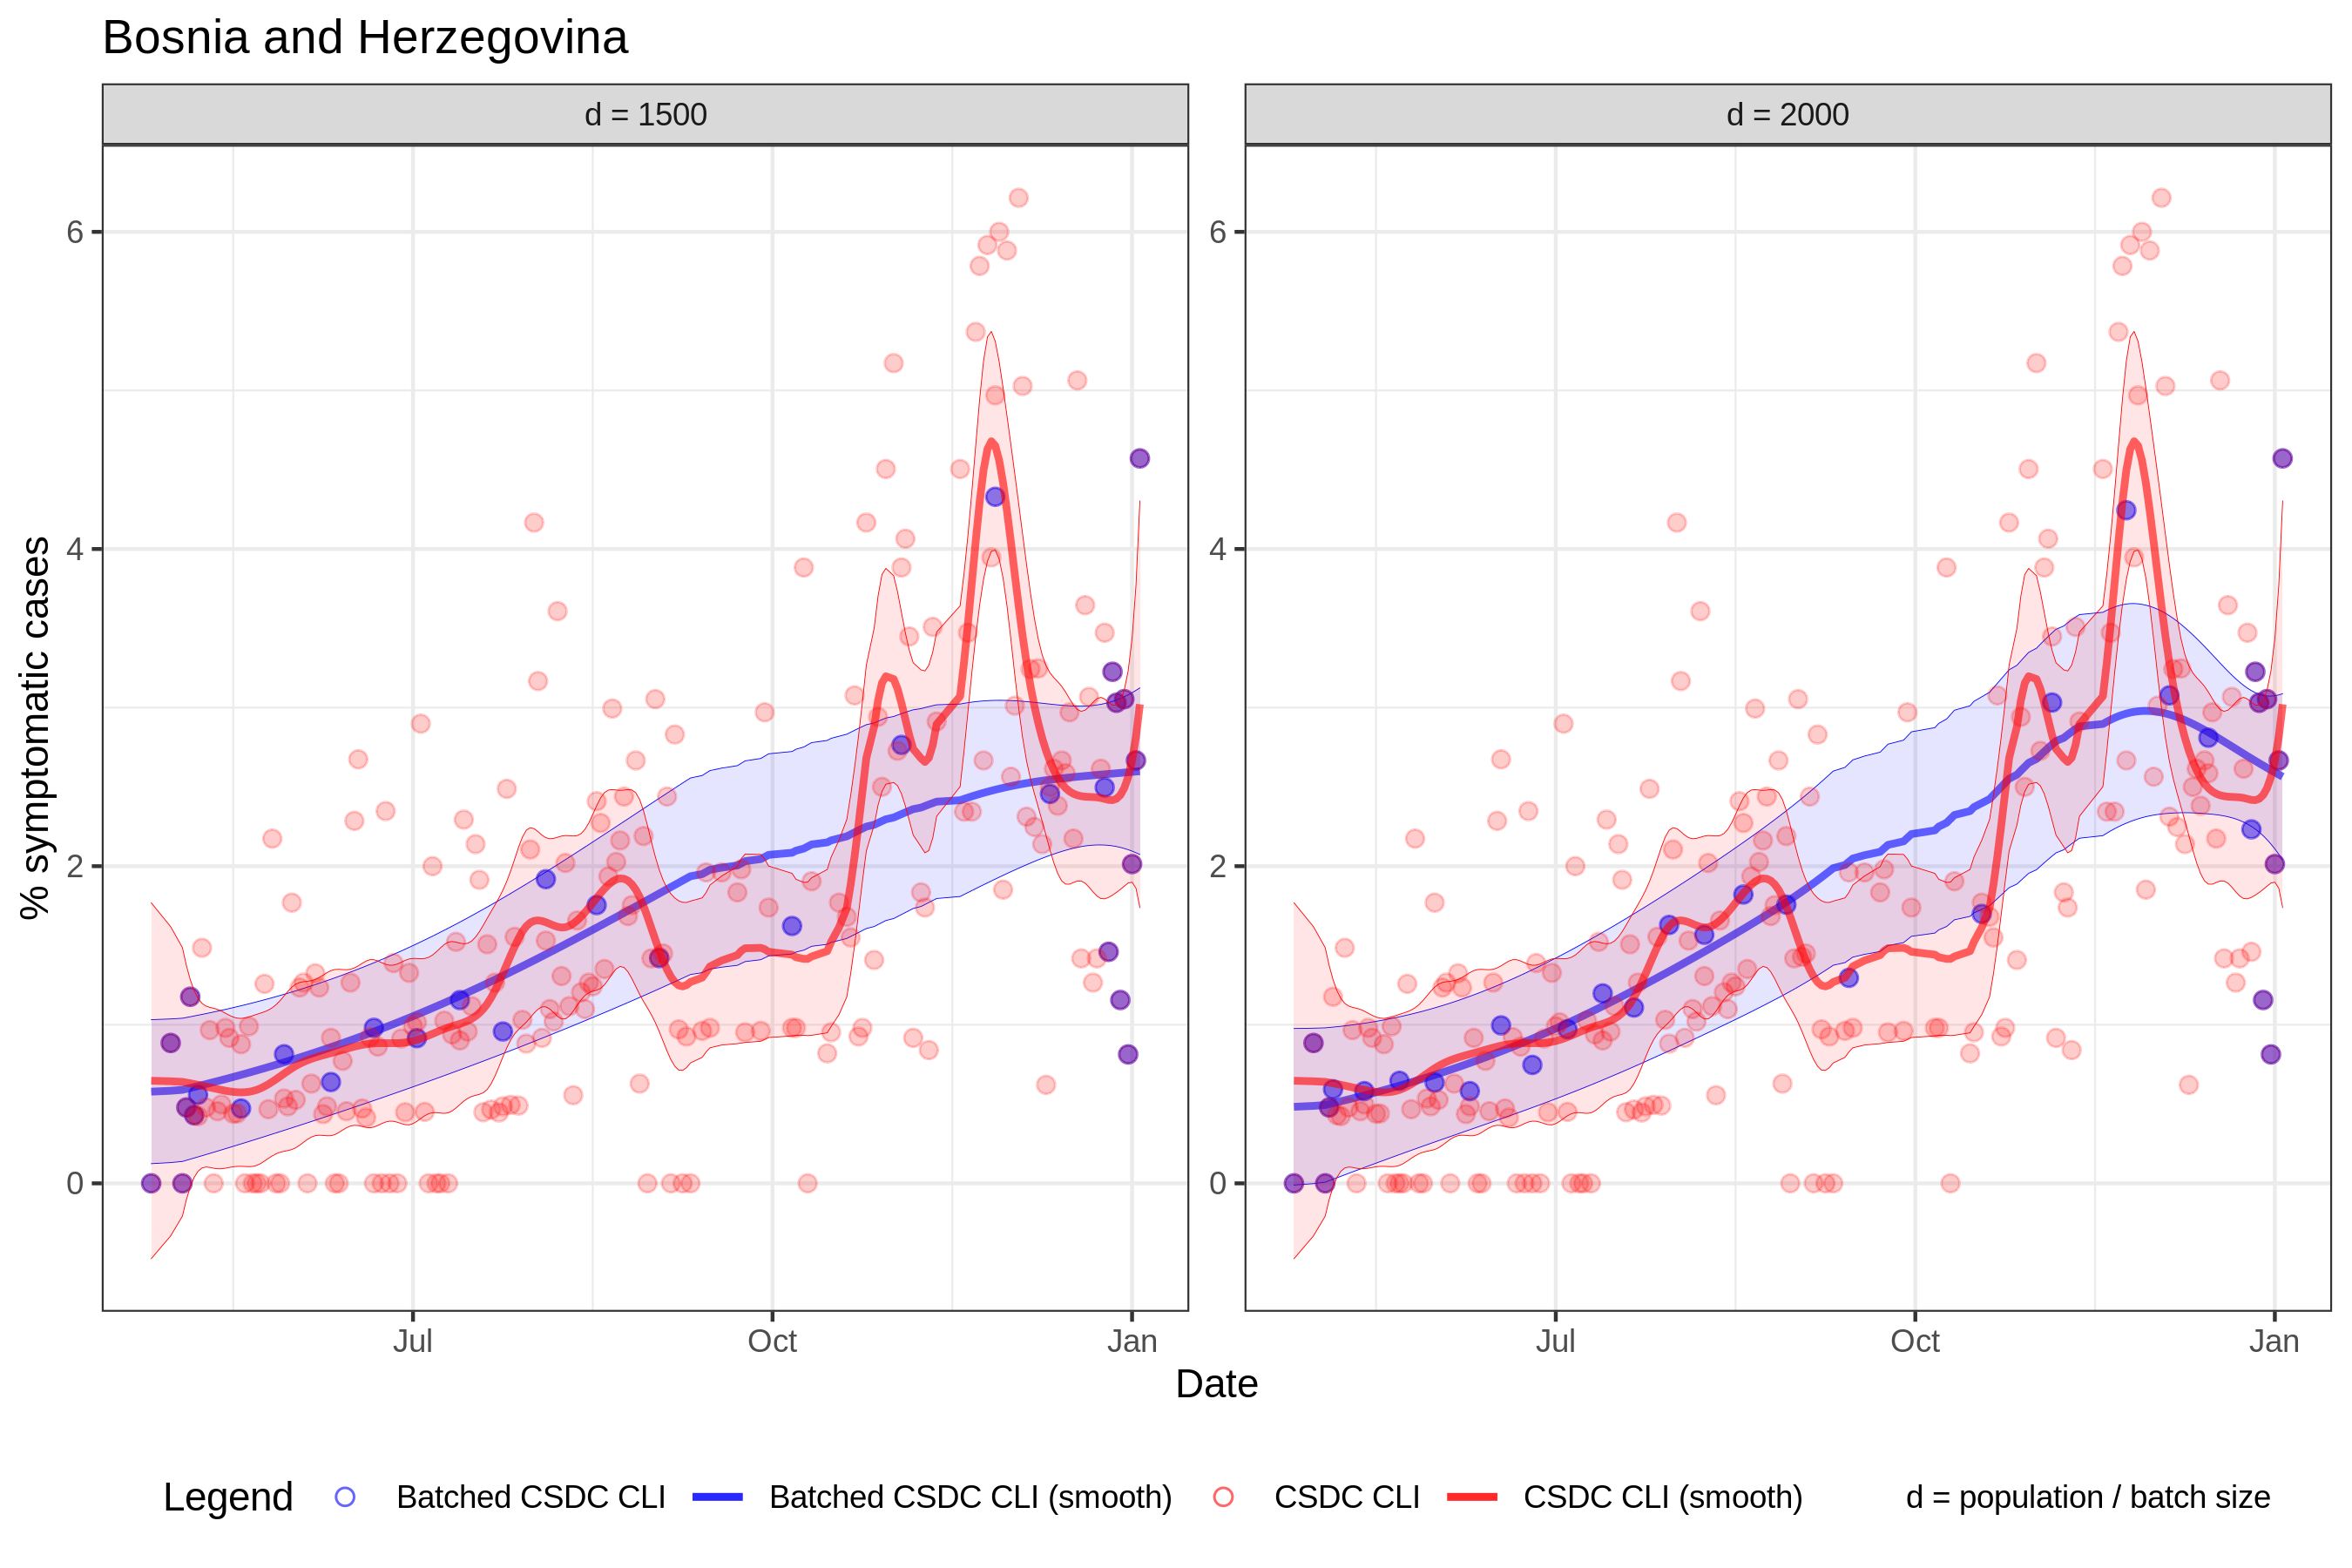 Bosnia and Herzegovina
d = 1500
d = 2000
% symptomatic cases
6
4
2
0
6
4
2
0
Jul
Oct
Jan
Jul
Oct
Jan
Date
Legend
Batched CSDC CLI
Batched CSDC CLI (smooth)
CSDC CLI
CSDC CLI (smooth)
d = population / batch size